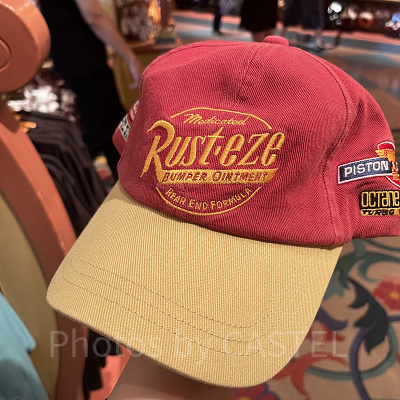 Medicated
Rust-eze
BUMPER OINTMENT
REAR END FORMULA
PISTON
OCTANE
Photos by CASTEL